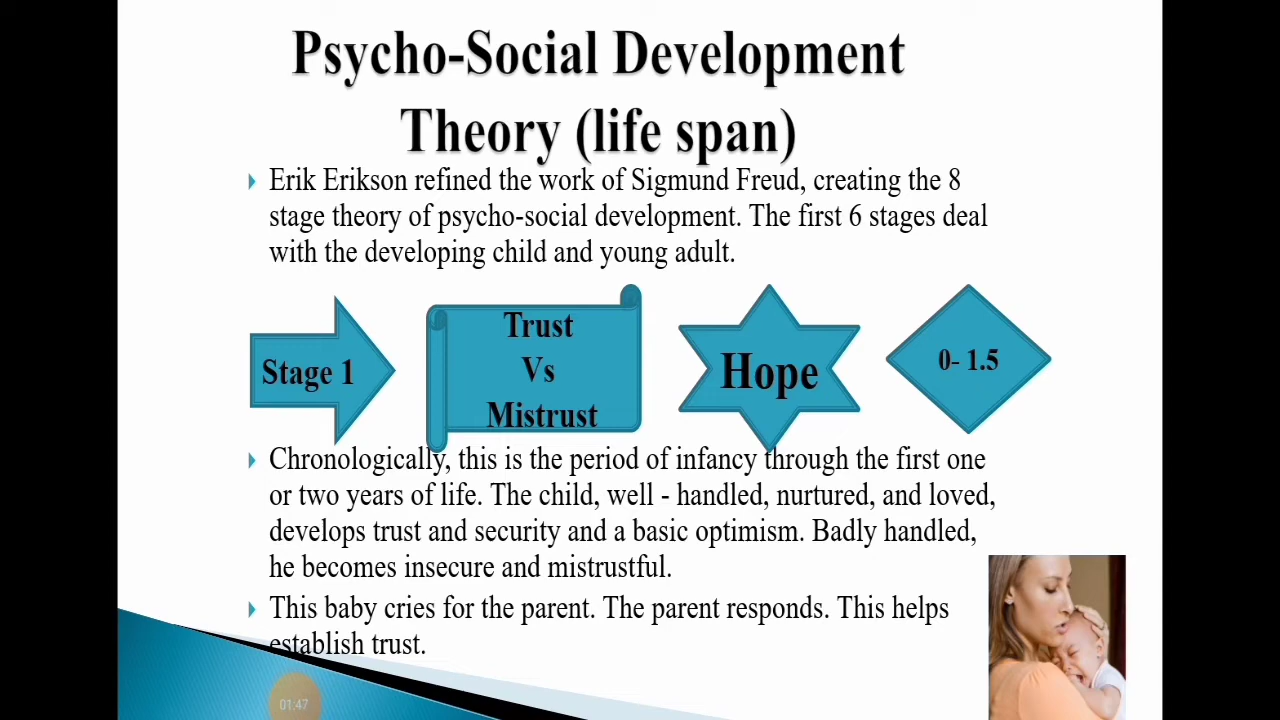 Psycho-Social Development
Theory (life span)
Erik Erikson refined the work of Sigmund Freud, creating the 8
stage theory of psycho-social development. The first 6 stages deal
with the developing child and young adult.
Stage 1
Trust
Vs
Mistrust
Hope
0- 1.5
Chronologically, this is the period of infancy through the first one
or two years of life. The child, well - handled, nurtured, and loved,
develops trust and security and a basic optimism. Badly handled,
he becomes insecure and mistrustful.
This baby cries for the parent. The parent responds. This helps
establish trust.
01:47